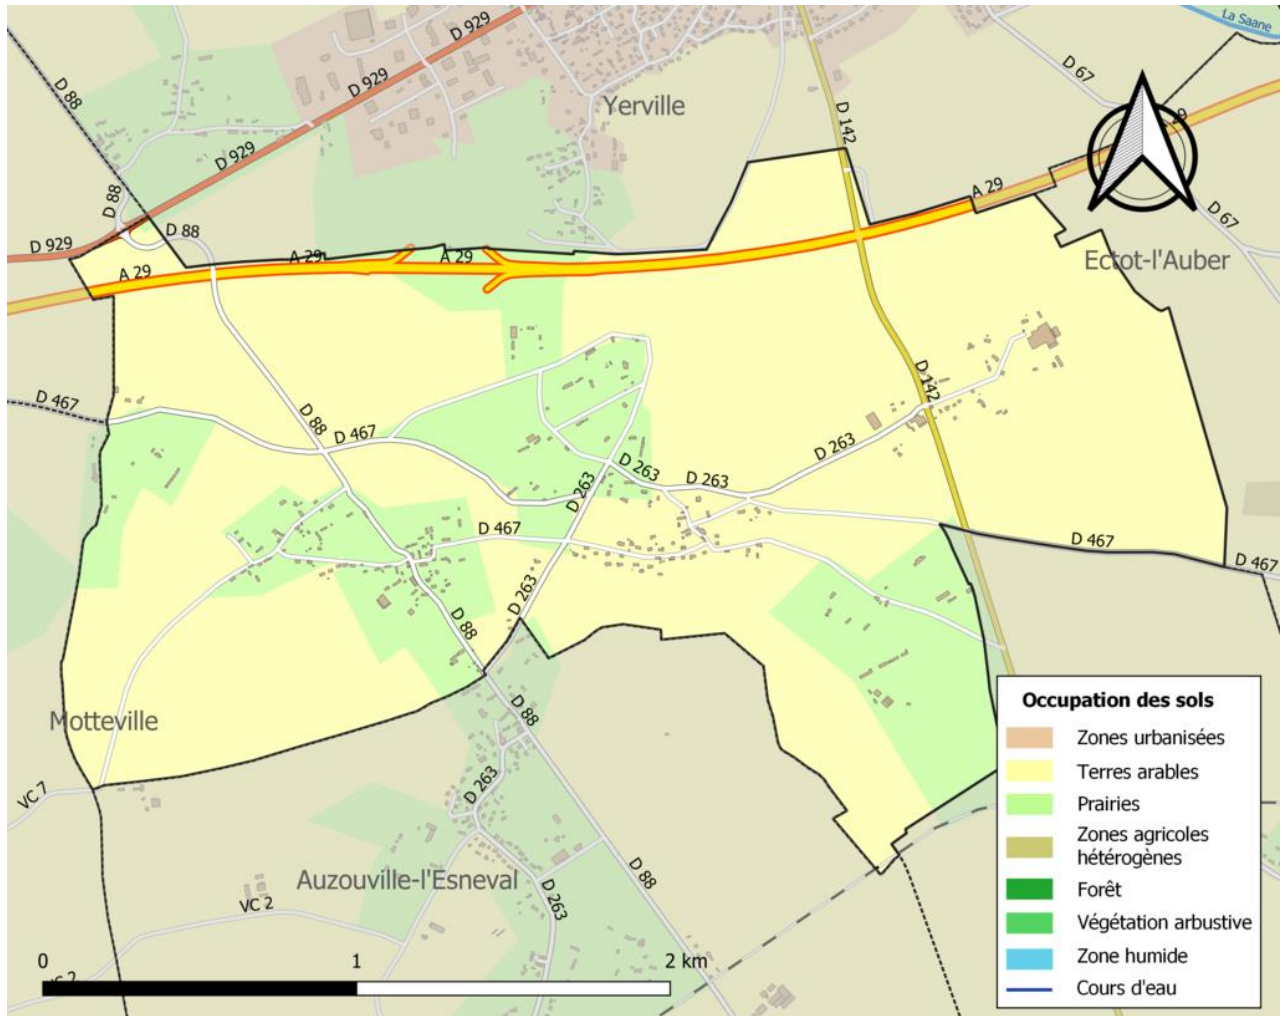 La Saane
D 929
D 67
D 88
D 929
Yerville
D 142
29
D 929
D 88
A 29
D 67
D 88
D 929
A 29
A 29
Ectot-l'Auber
A 29
D 142
D 467
D 88
D 467
D 263
D 263
D 263
D 263
D 467
D 467
D 467
D 263
D 88
Occupation des sols
Zones urbanisées
Terres arables
Prairies
Zones agricoles
hétérogènes
Forêt
Végétation arbustive
Zone humide
Cours d'eau
Motteville
D 88
VC 7
D 263
D 88
Auzouville-l'Esneval
VC 2
D 263
0 1 2 km